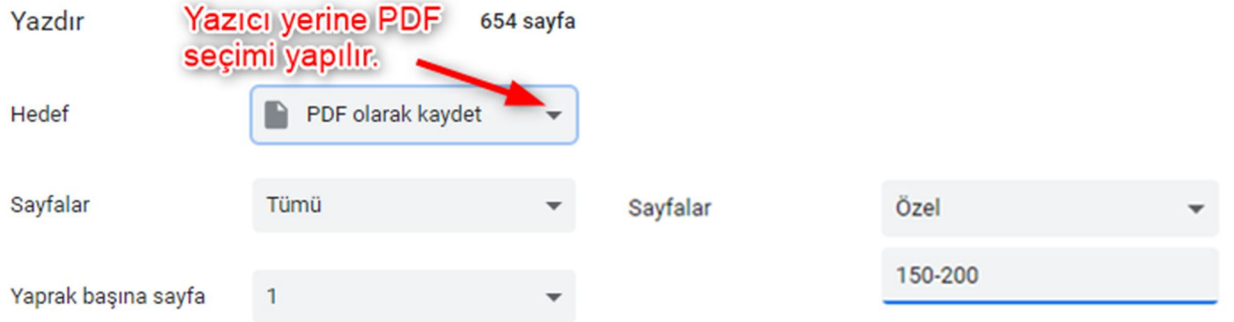 Yazdır
Yazıcı yerine PDF
seçimi yapılır.
654 sayfa
Hedef
PDF olarak kaydet
Sayfalar
Tümü
Sayfalar
Özel
150-200
Yaprak başına sayfa
1